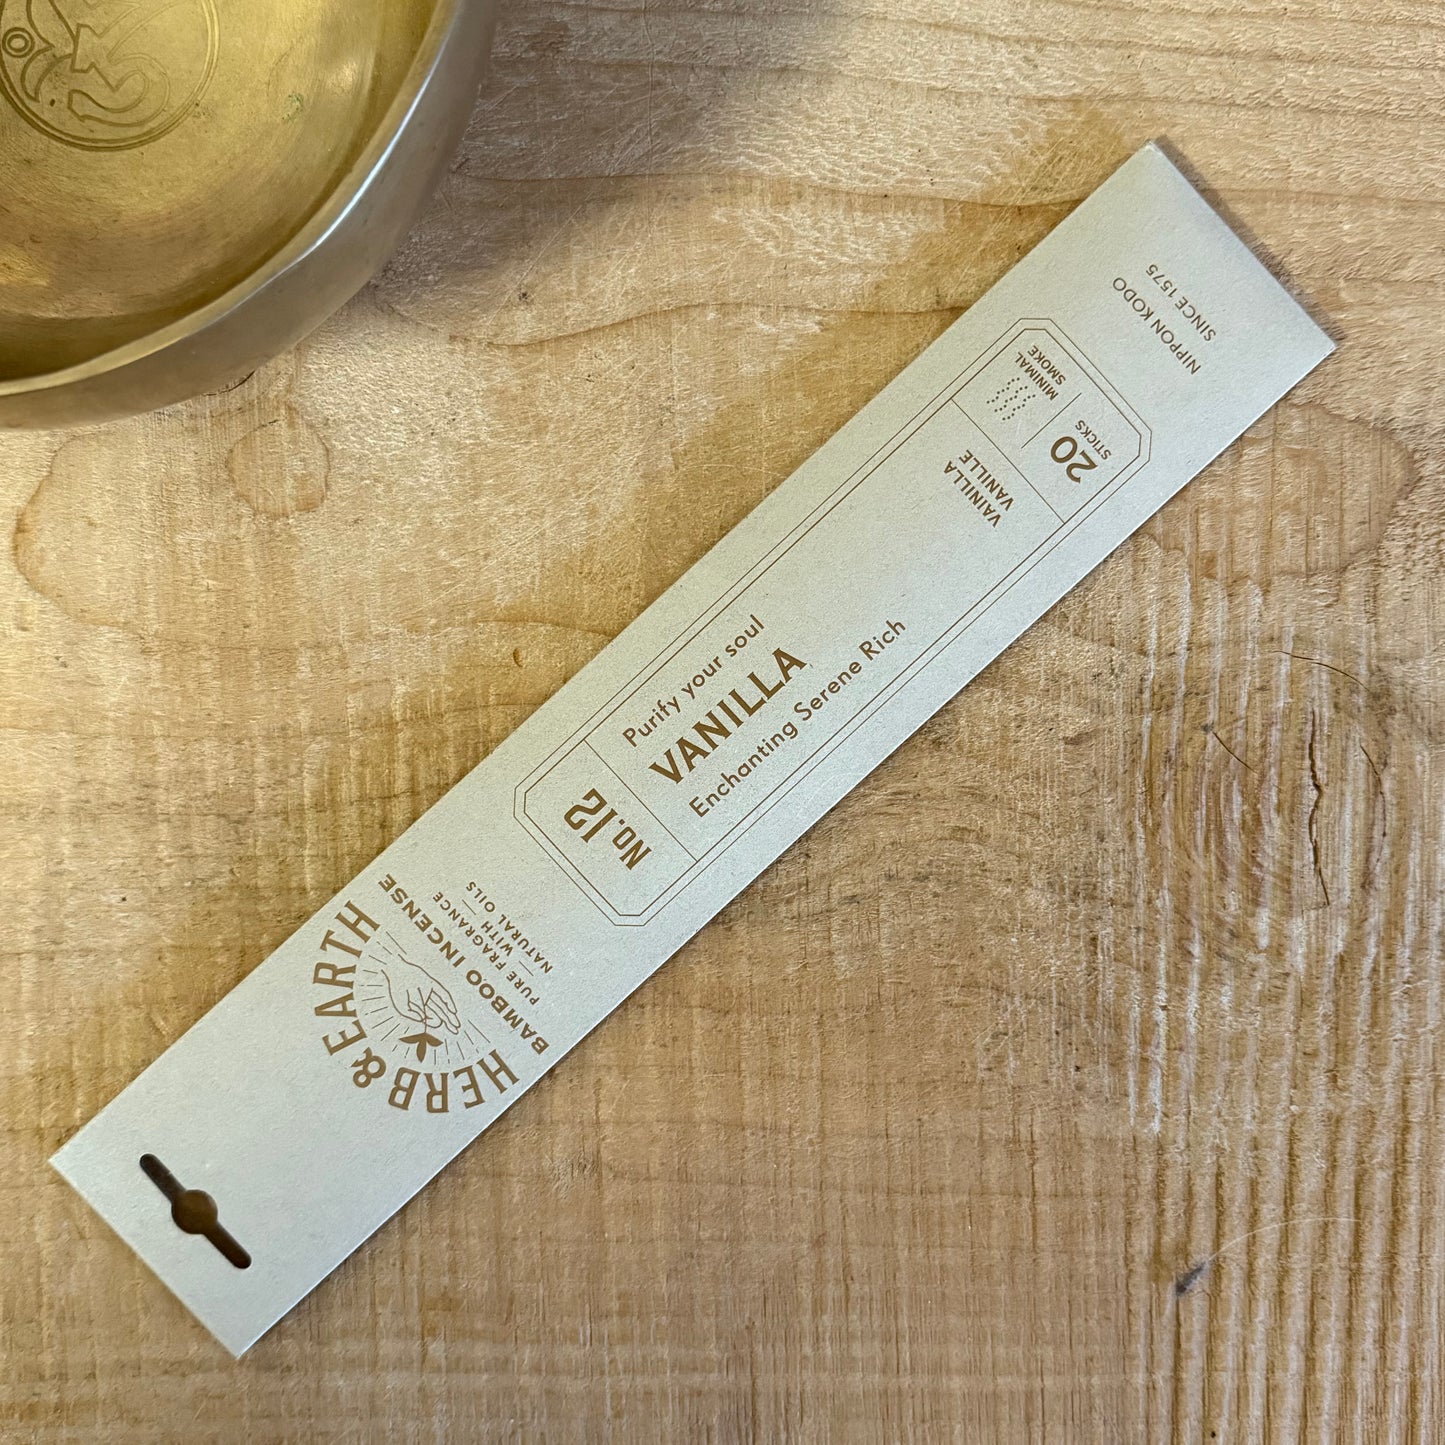 HERB & EARTH
BAMBOO INCENSE
PURE FRAGRANCE
WITH
NATURAL OILS
No.12
Purify your soul
VANILLA
Enchanting Serene Rich
VAINILLA
VANILLE
MINIMAL
SMOKE
20
STICKS
NIPPON KODO
SINCE 1575